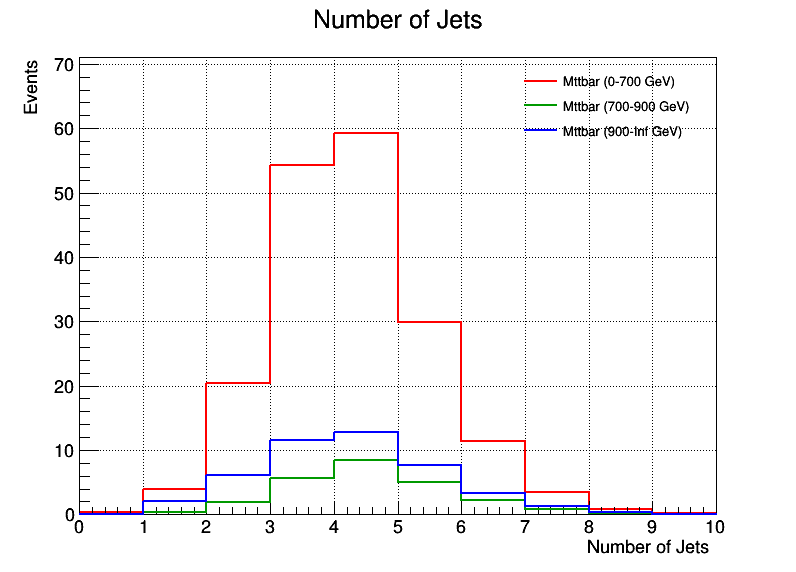 Number of Jets
Events
70
60
50
40
30
20
10
0
Mttbar (0-700 GeV)
Mttbar (700-900 GeV)
Mttbar (900-Inf GeV)
0 1 2 3 4 5 6 7 8 9 10
Number of Jets